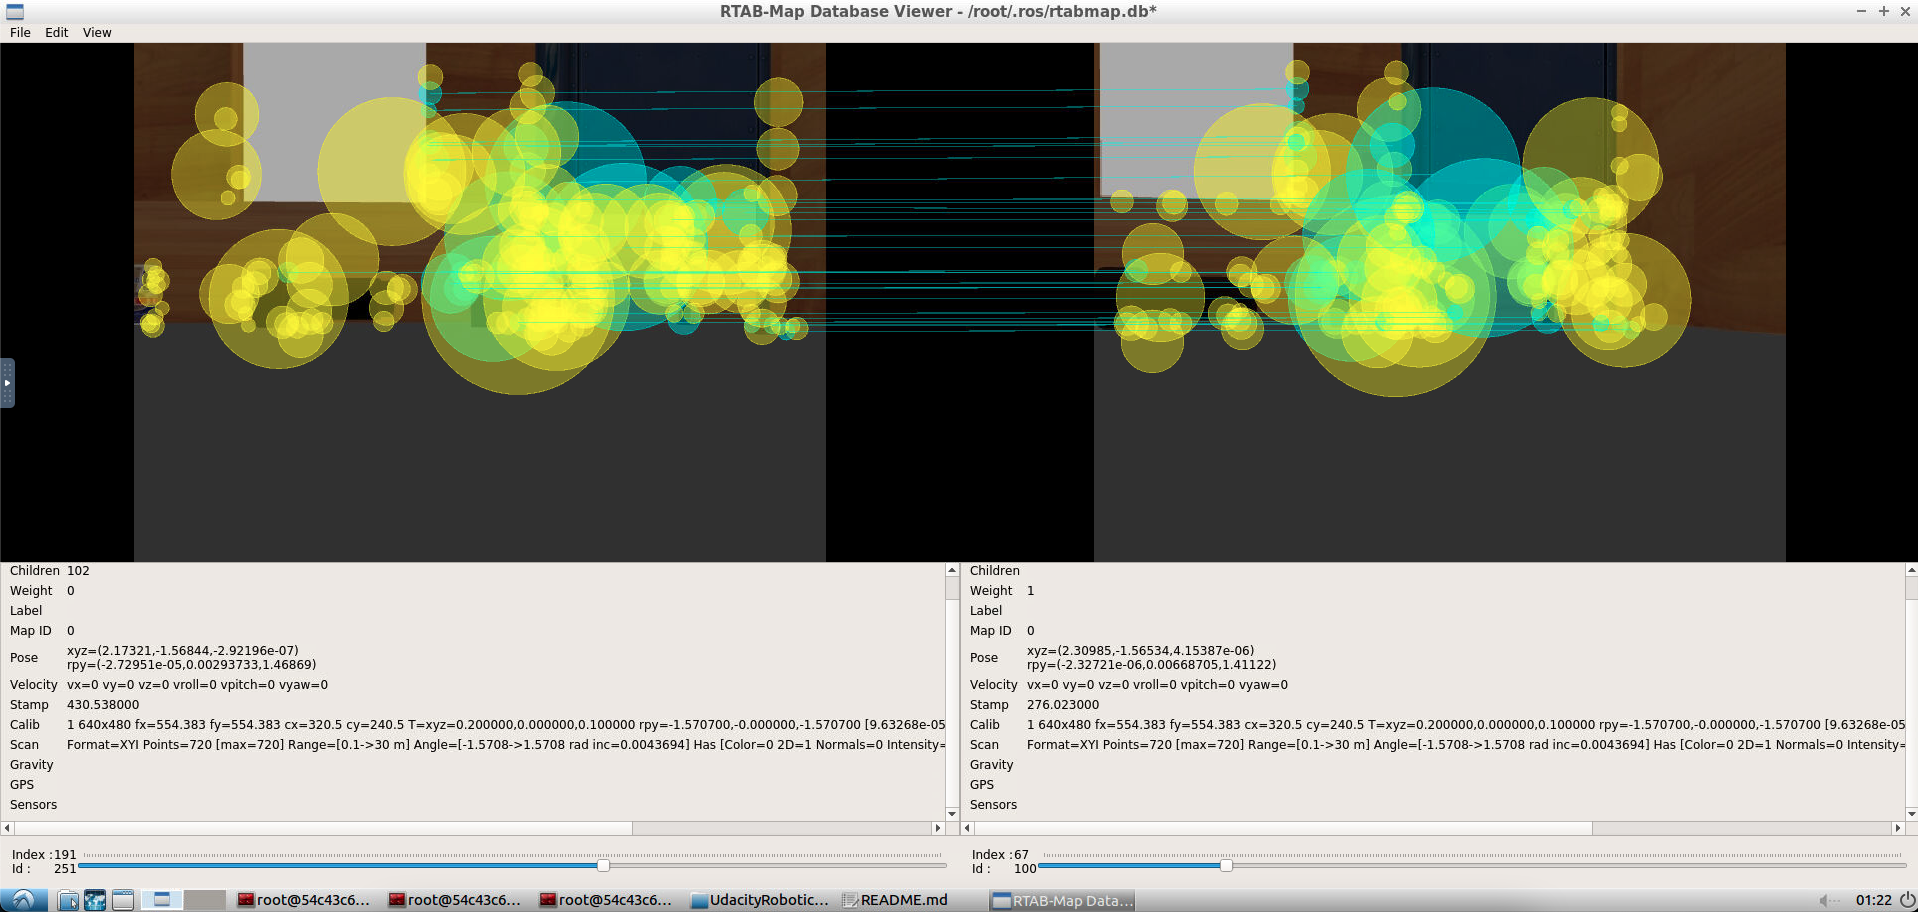 RTAB-Map Database Viewer - /root/.ros/rtabmap.db*
File Edit View
Children 102
Weight 0
Label
Map ID 0
Pose xyz=(2.17321,-1.56844,-2.92196e-07)
rpy=(-2.72951e-05,0.00293733,1.46869)
Velocity vx=0 vy=0 vz=0 vroll=0 vpitch=0 vyaw=0
Stamp 430.538000
Calib 1 640x480 fx=554.383 fy=554.383 cx=320.5 cy=240.5 T=xyz=0.200000,0.000000,0.100000 rpy=-1.570700,-0.000000,-1.570700 [9.63268e-05
Scan Format=XYI Points=720 [max=720] Range=[0.1->30 m] Angle=[-1.5708->1.5708 rad inc=0.0043694] Has [Color=0 2D=1 Normals=0 Intensity=
Gravity
GPS
Sensors
Index : 191
Id : 251
Children
Weight 1
Label
Map ID 0
Pose xyz=(2.30985,-1.56534,4.15387e-06)
rpy=(-2.32721e-06,0.00668705,1.41122)
Velocity vx=0 vy=0 vz=0 vroll=0 vpitch=0 vyaw=0
Stamp 276.023000
Calib 1 640x480 fx=554.383 fy=554.383 cx=320.5 cy=240.5 T=xyz=0.200000,0.000000,0.100000 rpy=-1.570700,-0.000000,-1.570700 [9.63268e-05
Scan Format=XYI Points=720 [max=720] Range=[0.1->30 m] Angle=[-1.5708->1.5708 rad inc=0.0043694] Has [Color=0 2D=1 Normals=0 Intensity=
Gravity
GPS
Sensors
Index : 67
Id : 100
root@54c43c6... root@54c43c6... root@54c43c6... UdacityRobotic... README.md RTAB-Map Data... 01:22